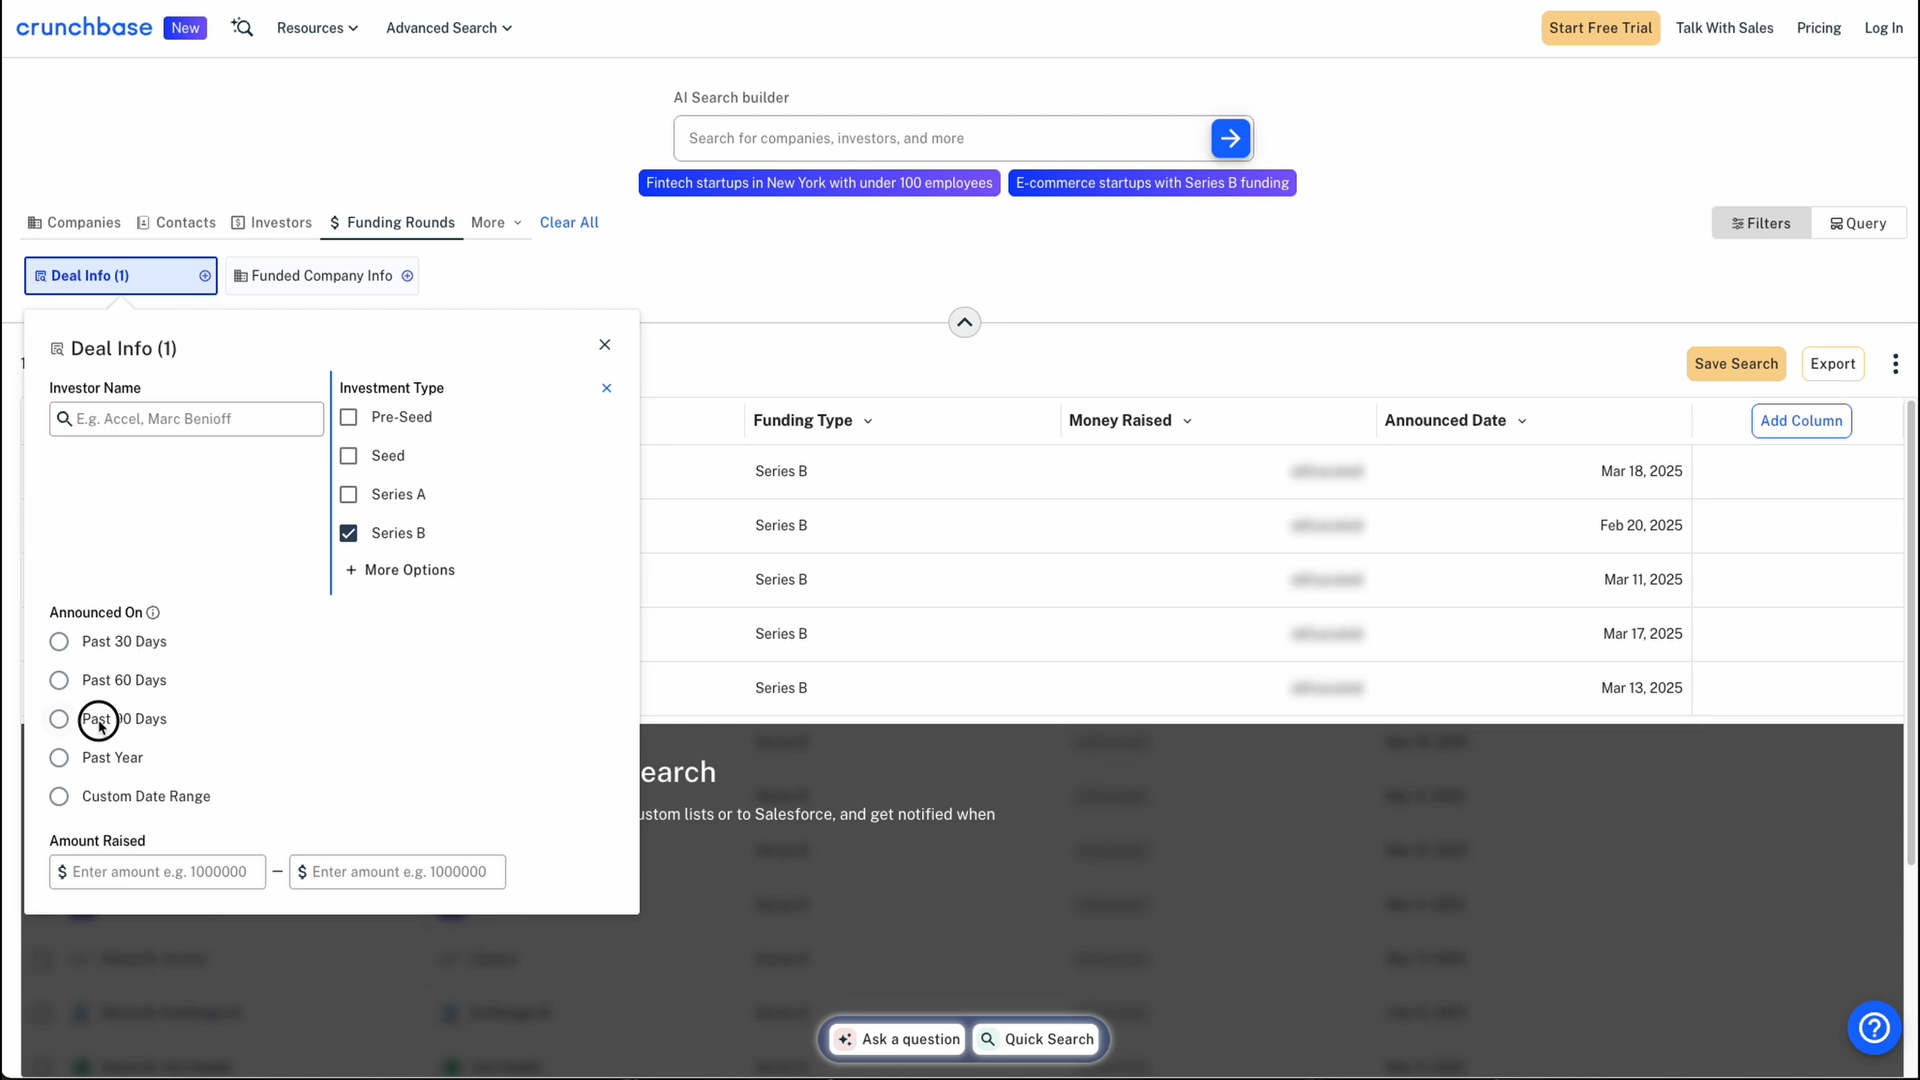 crunchbase New Resources Advanced Search Start Free Trial Talk With Sales Pricing Log In
AI Search builder
Search for companies, investors, and more
Fintech startups in New York with under 100 employees E-commerce startups with Series B funding
Companies Contacts Investors $ Funding Rounds More Clear All Filters Query
Deal Info (1) Funded Company Info
Deal Info (1)
Save Search Export
Investor Name Investment Type
E.g. Accel, Marc Benioff
Pre-Seed
Seed
Series A
Series B
+ More Options
Funding Type Money Raised Announced Date Add Column
Series B Mar 18, 2025
Series B Feb 20, 2025
Series B Mar 11, 2025
Series B Mar 17, 2025
Series B Mar 13, 2025
Announced On
Past 30 Days
Past 60 Days
Past 90 Days
Past Year
Custom Date Range
Amount Raised
$ Enter amount e.g. 1000000 – $ Enter amount e.g. 1000000
earch
ustom lists or to Salesforce, and get notified when
Ask a question Quick Search